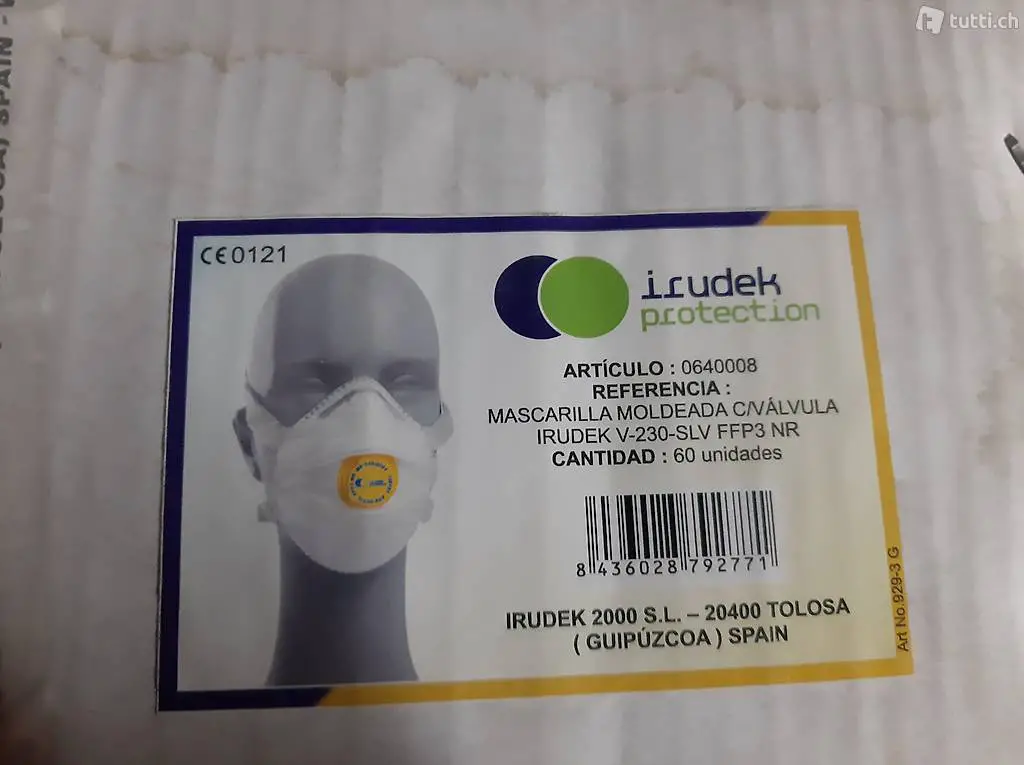 tutti.ch
SPAIN
CE0121
irudek
protection
ARTÍCULO : 0640008
REFERENCIA :
MASCARILLA MOLDEADA C/VÁLVULA
IRUDEK V-230-SLV FFP3 NR
CANTIDAD : 60 unidades
8 436028 792771
IRUDEK 2000 S.L. – 20400 TOLOSA
( GUIPÚZCOA ) SPAIN
Art No.929-3 G